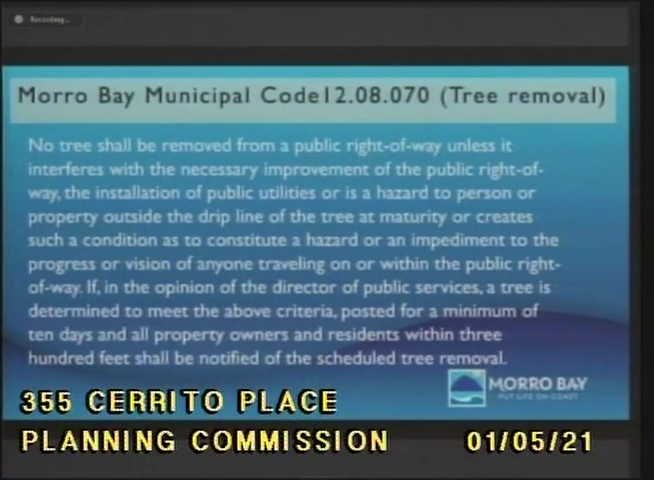 Recording...
Morro Bay Municipal Code12.08.070 (Tree removal)
No tree shall be removed from a public right-of-way unless it
interferes with the necessary improvement of the public right-of-
way, the installation of public utilities or is a hazard to person or
property outside the drip line of the tree at maturity or creates
such a condition as to constitute a hazard or an impediment to the
progress or vision of anyone traveling on or within the public right-
of-way. If, in the opinion of the director of public services, a tree is
determined to meet the above criteria, posted for a minimum of
ten days and all property owners and residents within three
hundred feet shall be notified of the scheduled tree removal.
MORRO BAY
PUT LIFE ON COAST
355 CERRITO PLACE
PLANNING COMMISSION 01/05/21